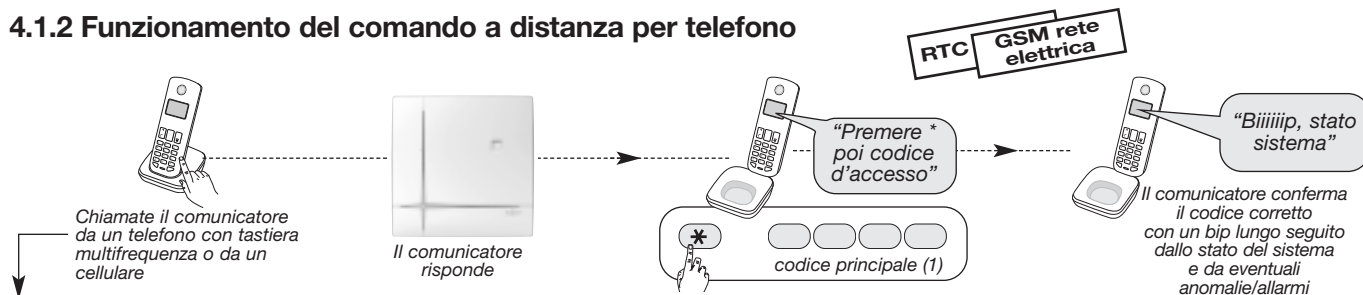 4.1.2 Funzionamento del comando a distanza per telefono
RTC
GSM rete
elettrica
Chiamate il comunicatore
da un telefono con tastiera
multifrequenza o da un
cellulare
Il comunicatore
risponde
“Premere *
poi codice
d’accesso”
*
codice principale (1)
“Biiiiiip, stato
sistema”
Il comunicatore conferma
il codice corretto
con un bip lungo seguito
dallo stato del sistema
e da eventuali
anomalie/allarmi